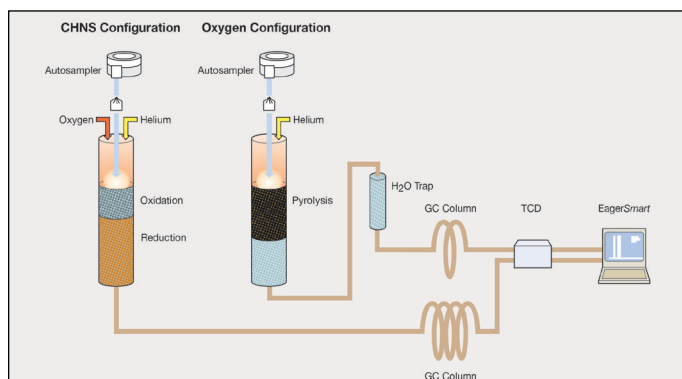 CHNS Configuration
Oxygen Configuration
Autosampler
Autosampler
Oxygen
Helium
Helium
H2O Trap
Oxidation
Pyrolysis
GC Column
TCD
EagerSmart
Reduction
GC Column